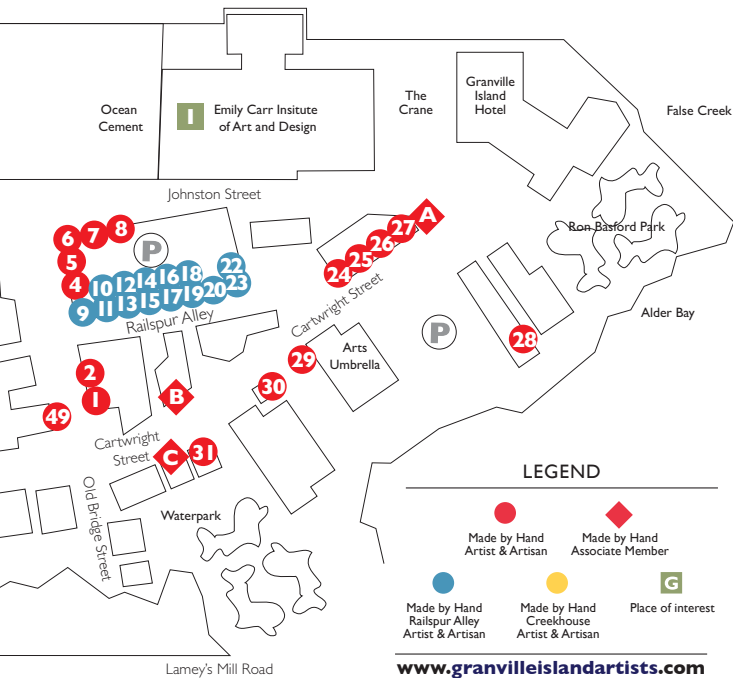 Ocean
Cement
I
Emily Carr Insitute
of Art and Design
The
Crane
Granville
Island
Hotel
False Creek
Johnston Street
Ron Basford Park
6
7
8
P
27
A
26
25
24
5
4
10
12
14
16
18
22
9
11
13
15
17
19
20
23
Railspur Alley
Cartwright Street
Alder Bay
P
28
Arts
Umbrella
29
30
2
1
B
49
Cartwright
Street
C
31
Old Bridge Street
Waterpark
LEGEND
Made by Hand
Artist & Artisan
Made by Hand
Associate Member
G
Made by Hand
Railspur Alley
Artist & Artisan
Made by Hand
Creekhouse
Artist & Artisan
Place of interest
Lamey's Mill Road
www.granvilleislandartists.com